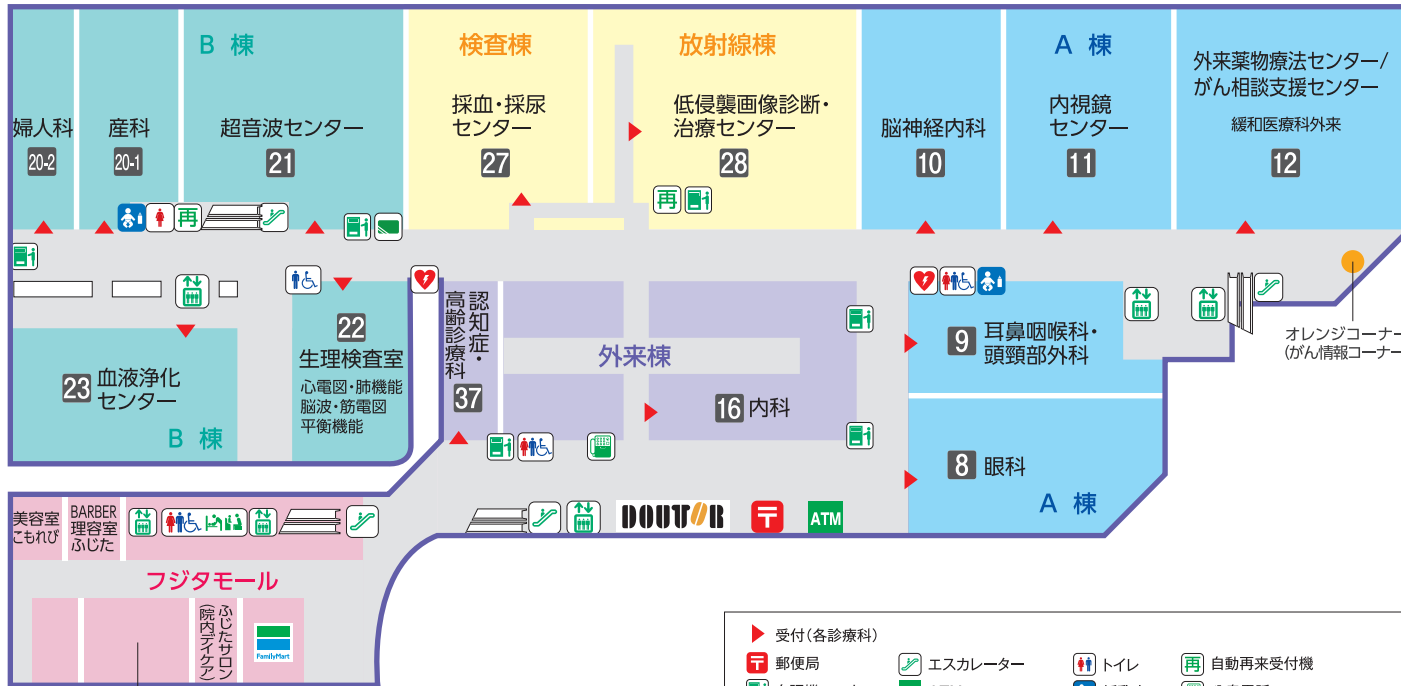 B 棟
検査棟
放射線棟
A 棟
婦人科
20-2
産科
20-1
超音波センター
21
採血・採尿
センター
27
低侵襲画像診断・
治療センター
28
脳神経内科
10
内視鏡
センター
11
外来薬物療法センター/
がん相談支援センター
緩和医療科外来
12
再
再
23 血液浄化
センター
B 棟
22
生理検査室
心電図・肺機能
脳波・筋電図
平衡機能
認知症・
高齢診療科
37
外来棟
16 内科
9 耳鼻咽喉科・
頭頸部外科
8 眼科
A 棟
オレンジコーナー
(がん情報コーナー
DOUTOR
〒
ATM
美容室
こもれび
BARBER
理容室
ふじた
フジタモール
ふじたサロン
(院内デイケア)
FamilyMart
受付(各診療科)
〒 郵便局
エスカレーター
トイレ
再 自動再来受付機